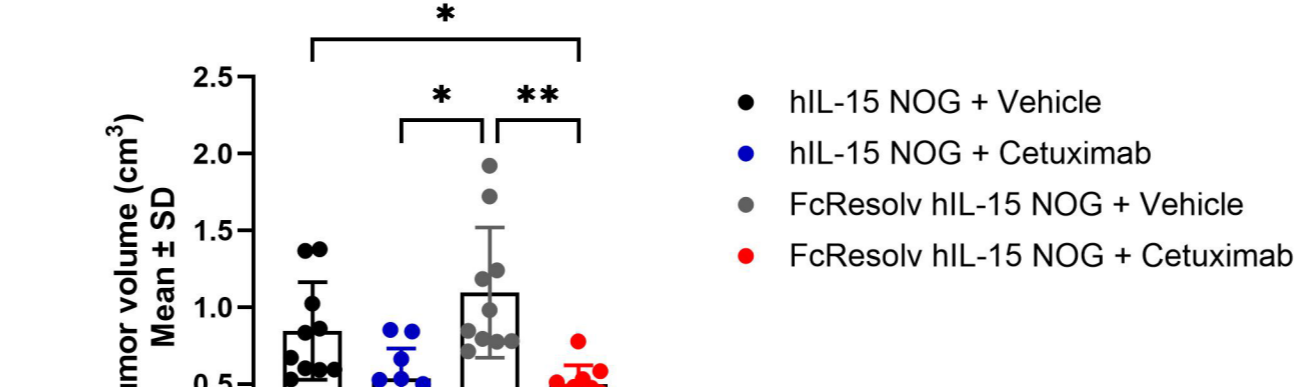 *
* **
2.5
2.0
1.5
1.0
0.5
umor volume (cm³)
Mean ± SD
hIL-15 NOG + Vehicle
hIL-15 NOG + Cetuximab
FcResolv hIL-15 NOG + Vehicle
FcResolv hIL-15 NOG + Cetuximab